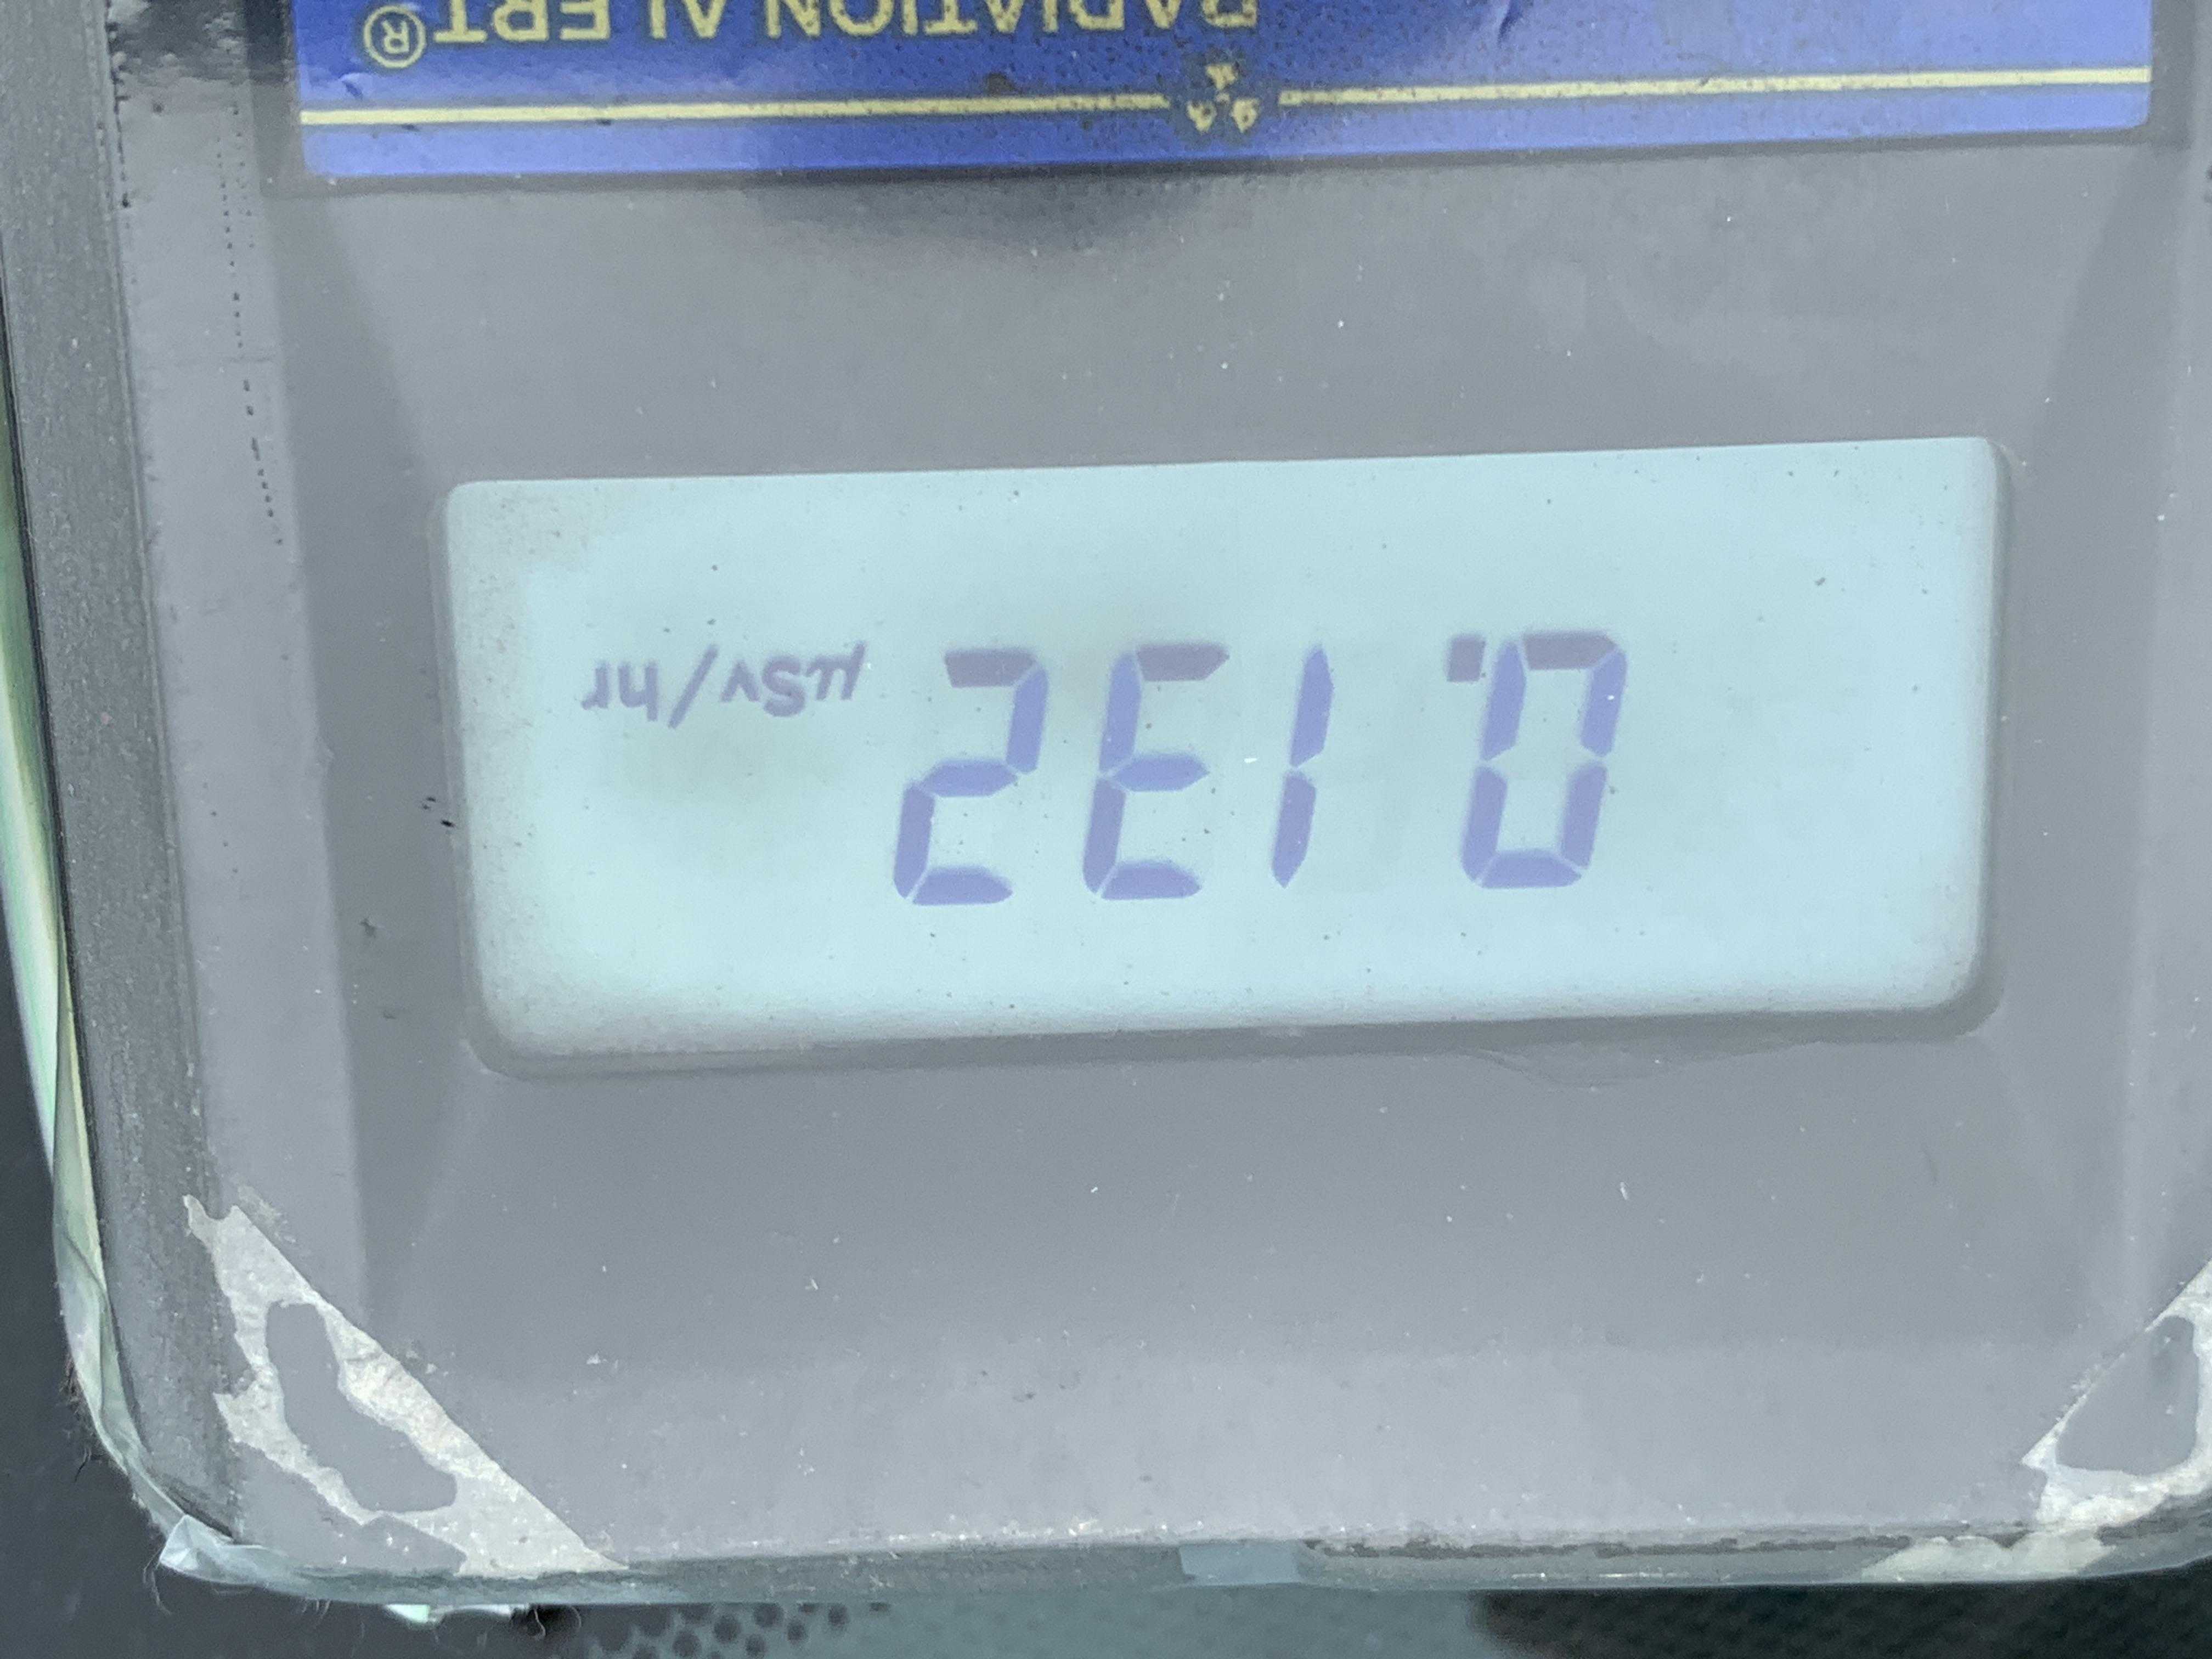 0.132 µSv/hr
RADIATION ALERT®